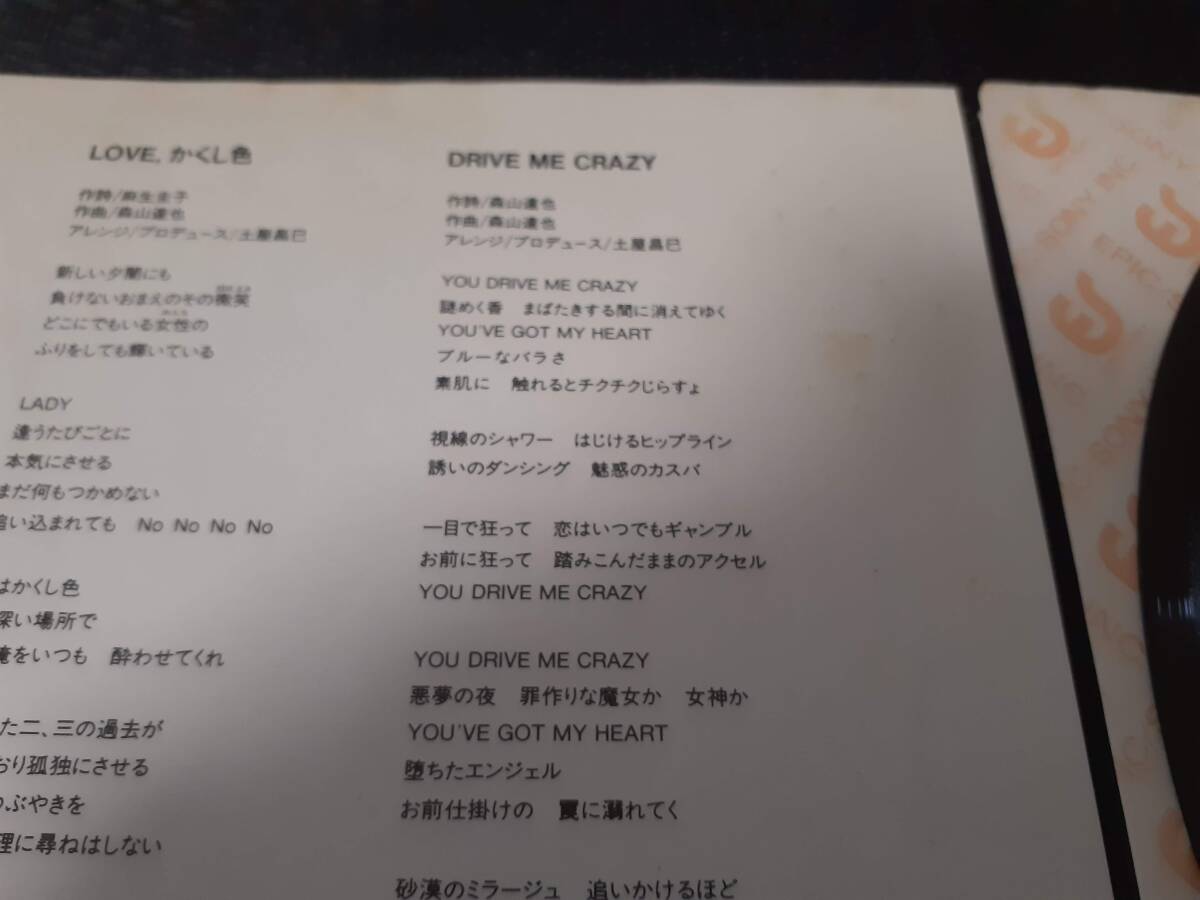 LOVE, かくし色
作詩/麻生圭子
作曲/森山達也
アレンジ/プロデュース/土屋昌巳
新しい夕闇にも
負けないおまえのその微笑
どこにでもいる女性の
ふりをしても輝いている
LADY
逢うたびごとに
本気にさせる
まだ何もつかめない
追い込まれても No No No No
はかくし色
深い場所で
俺をいつも 酔わせてくれ
た二、三の過去が
おり孤独にさせる
つぶやきを
理に尋ねはしない
DRIVE ME CRAZY
作詩/森山達也
作曲/森山達也
アレンジ/プロデュース/土屋昌巳
YOU DRIVE ME CRAZY
謎めく香 まばたきする間に消えてゆく
YOU'VE GOT MY HEART
ブルーなバラさ
素肌に 触れるとチクチクじらすょ
視線のシャワー はじけるヒップライン
誘いのダンシング 魅惑のカスバ
一目で狂って 恋はいつでもギャンブル
お前に狂って 踏みこんだままのアクセル
YOU DRIVE ME CRAZY
YOU DRIVE ME CRAZY
悪夢の夜 罪作りな魔女か 女神か
YOU'VE GOT MY HEART
堕ちたエンジェル
お前仕掛けの 罠に溺れてく
砂漠のミラージュ 追いかけるほど
SONY INC
EPIC
SONY